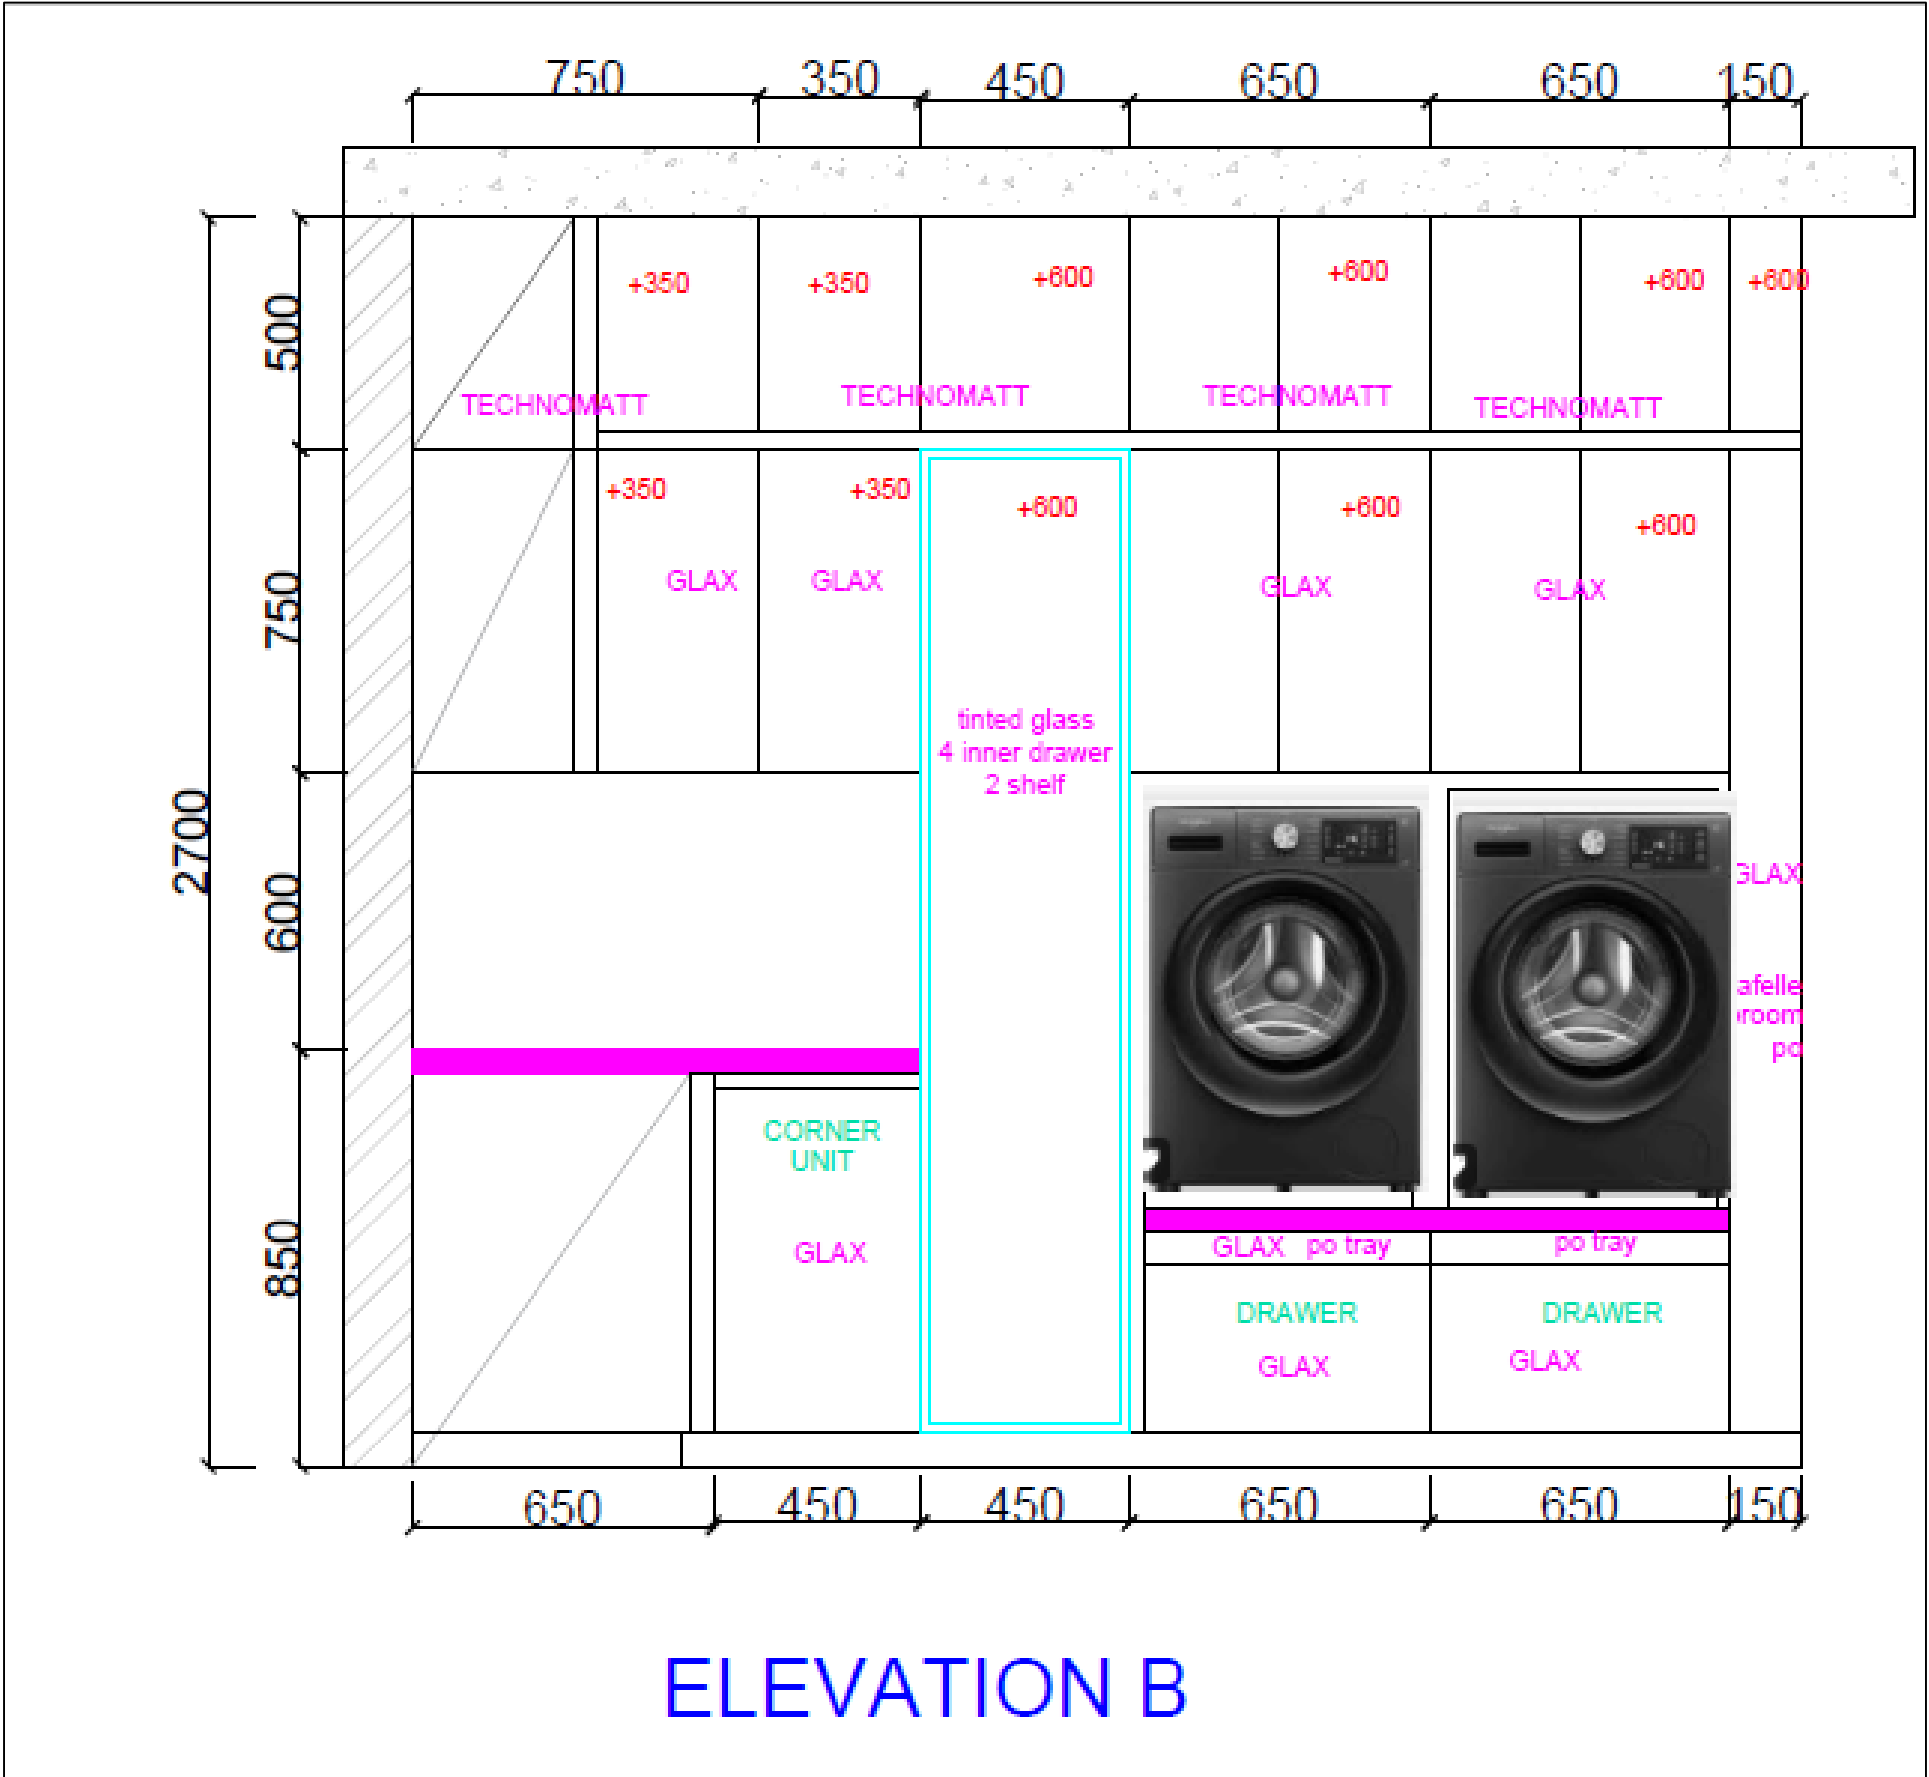 750 350 450 650 650 150
+350 +350 +600 +600 +600 +600
500
TECHNOMATT TECHNOMATT TECHNOMATT TECHNOMATT
+350 +350 +600 +600 +600
750
GLAX GLAX GLAX GLAX
tinted glass
4 inner drawer
2 shelf
2700
600
GLAX
afelle
room
po
CORNER
UNIT
GLAX
850
GLAX po tray po tray
DRAWER DRAWER
GLAX GLAX
650 450 450 650 650 150
ELEVATION B